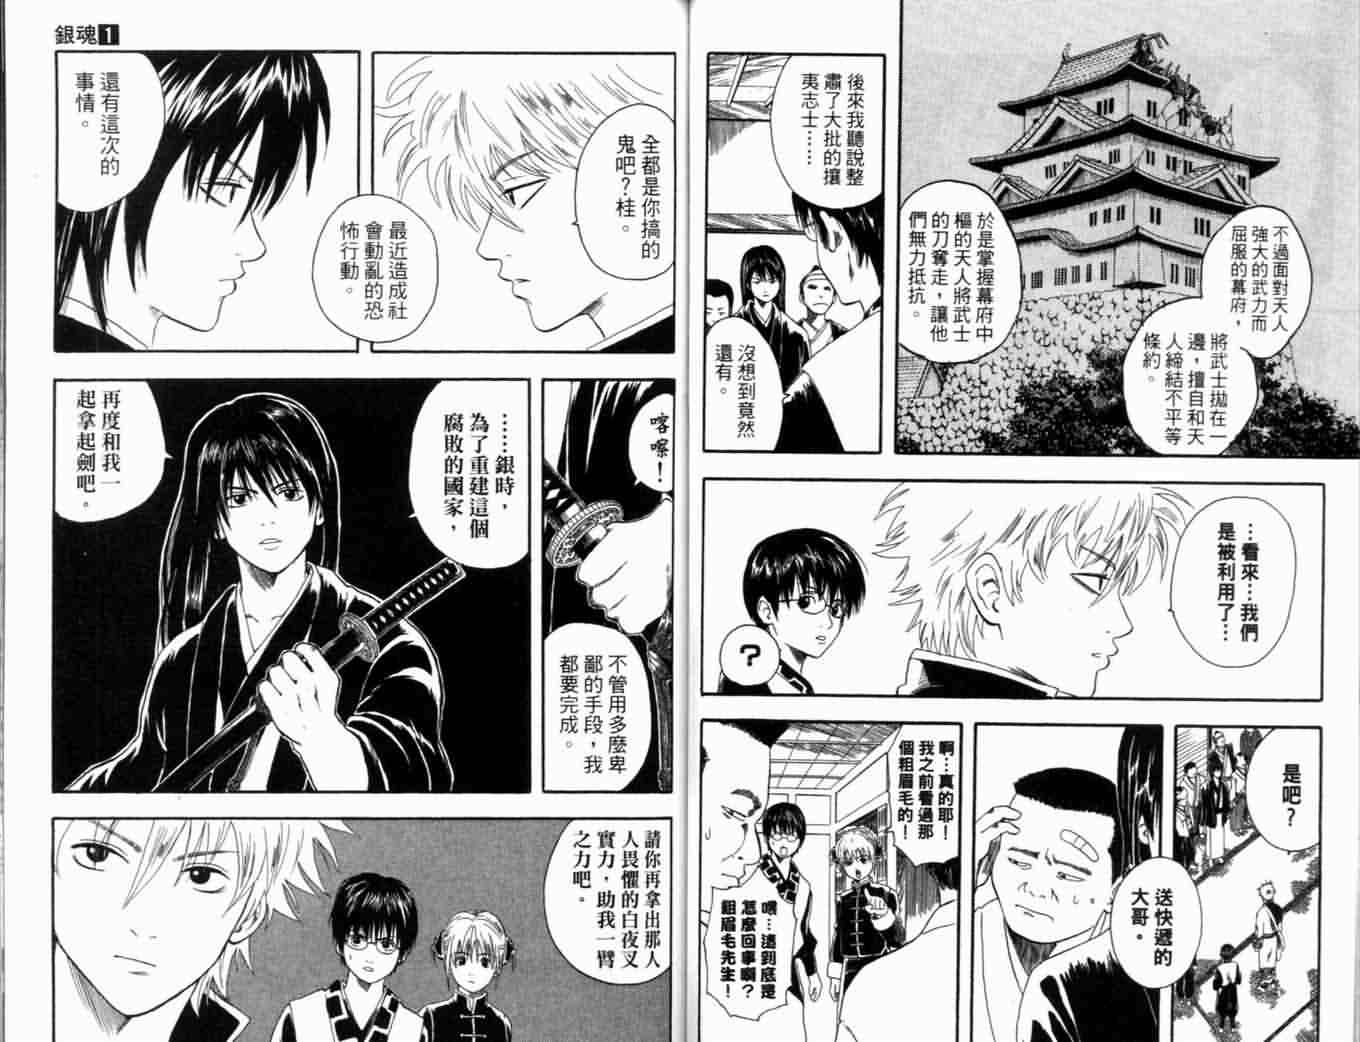 銀魂1
不過面對天人
強大的武力而
屈服的幕府，
將武士拋在一
邊，擅自和天
人締結不平等
條約。
於是掌握幕府中
樞的天人將武士
的刀奪走，讓他
們無力抵抗。
後來我聽說整
肅了大批的攘
夷志士……
沒想到竟然
還有。
…看來…我們
是被利用了…
?
是吧?
送快遞的
大哥。
啊…真的耶！
我之前看過那
個粗眉毛的！
喂…這到底是
怎麼回事啊?
粗眉毛先生！
全都是你搞的
鬼吧?桂。
最近造成社
會動亂的恐
怖行動。
還有這次的
事情。
喀嚓！
不管用多麼卑
鄙的手段，我
都要完成。
……銀時，
為了重建這個
腐敗的國家，
再度和我一
起拿起劍吧。
請你再拿出那人
人畏懼的白夜叉
實力，助我一臂
之力吧。